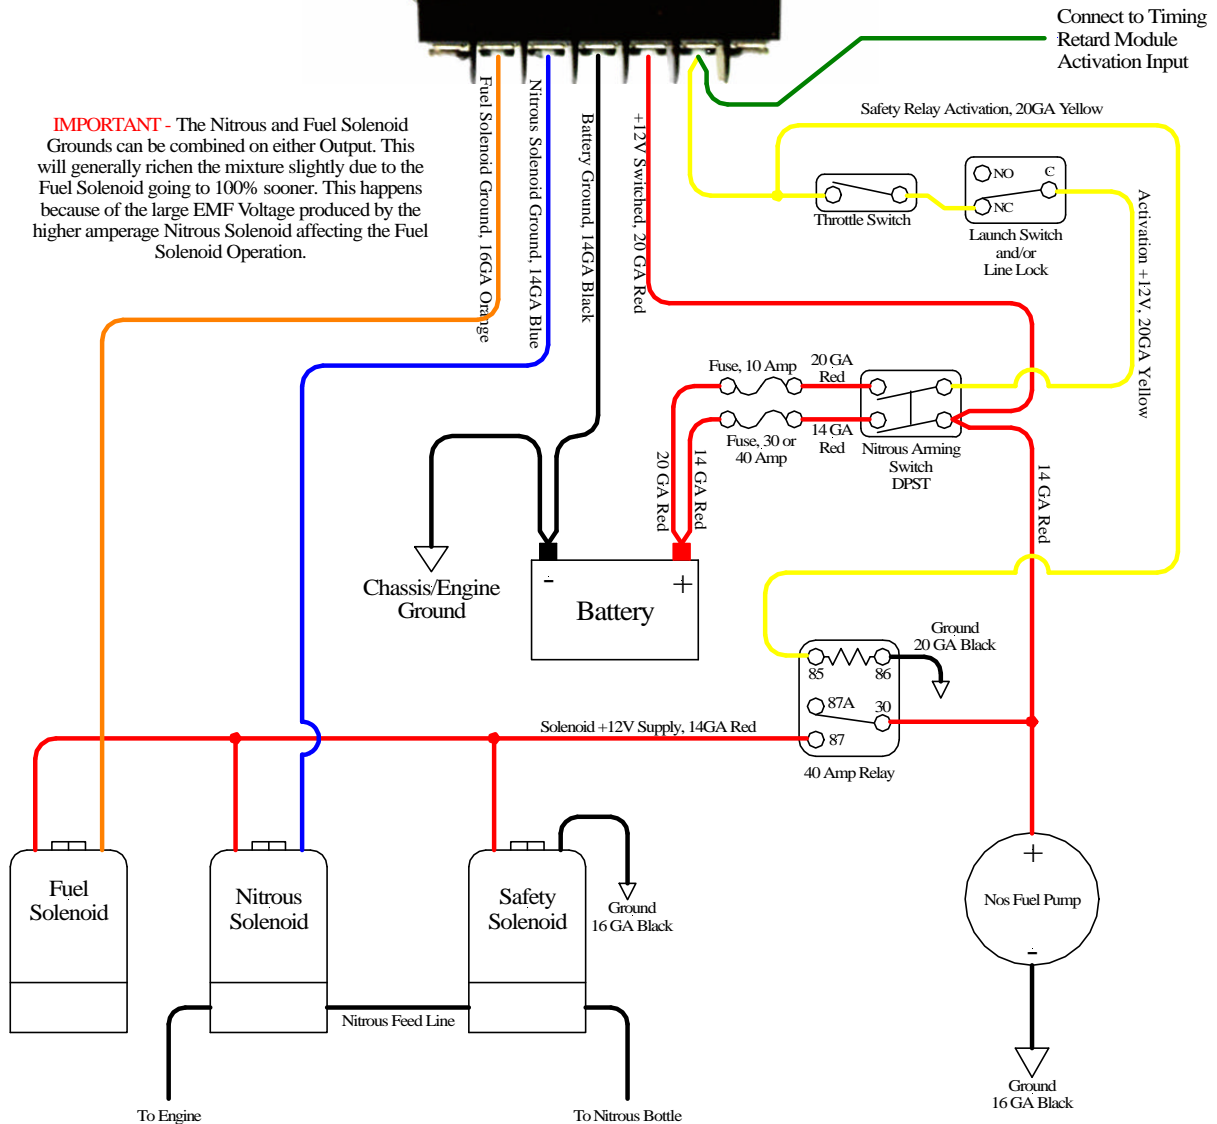 Connect to Timing
Retard Module
Activation Input
Safety Relay Activation, 20GA Yellow
IMPORTANT - The Nitrous and Fuel Solenoid
Grounds can be combined on either Output. This
will generally richen the mixture slightly due to the
Fuel Solenoid going to 100% sooner. This happens
because of the large EMF Voltage produced by the
higher amperage Nitrous Solenoid affecting the Fuel
Solenoid Operation.
Fuel Solenoid Ground, 16GA Orange
Nitrous Solenoid Ground, 14GA Blue
Battery Ground, 14GA Black
+12V Switched, 20 GA Red
Throttle Switch
NO
C
NC
Launch Switch
and/or
Line Lock
Activation +12V, 20GA Yellow
Fuse, 10 Amp
20 GA
Red
Fuse, 30 or
40 Amp
14 GA
Red
Nitrous Arming
Switch
DPST
20 GA Red
14 GA Red
14 GA Red
Chassis/Engine
Ground
-
+
Battery
Ground
20 GA Black
85
86
87A
30
87
40 Amp Relay
Solenoid +12V Supply, 14GA Red
Fuel
Solenoid
Nitrous
Solenoid
Safety
Solenoid
Ground
16 GA Black
+
Nos Fuel Pump
-
Nitrous Feed Line
Ground
16 GA Black
To Engine
To Nitrous Bottle